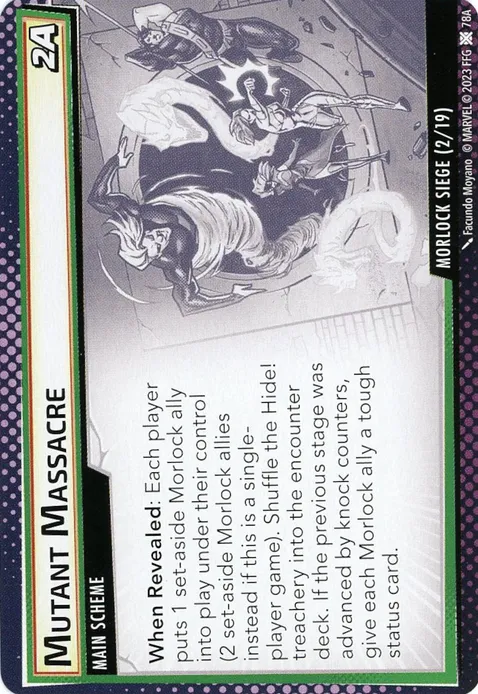 MUTANT MASSACRE
2A
MAIN SCHEME
When Revealed: Each player
puts 1 set-aside Morlock ally
into play under their control
(2 set-aside Morlock allies
instead if this is a single-
player game). Shuffle the Hide!
treachery into the encounter
deck. If the previous stage was
advanced by knock counters,
give each Morlock ally a tough
status card.
MORLOCK SIEGE (2/19)
Facundo Moyano © MARVEL © 2023 FFG 78A